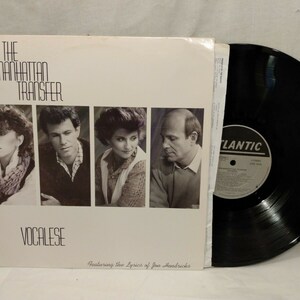 THE
MANHATTAN
TRANSFER
ATLANTIC
VOCALESE
Featuring the Lyrics of Jon Hendricks